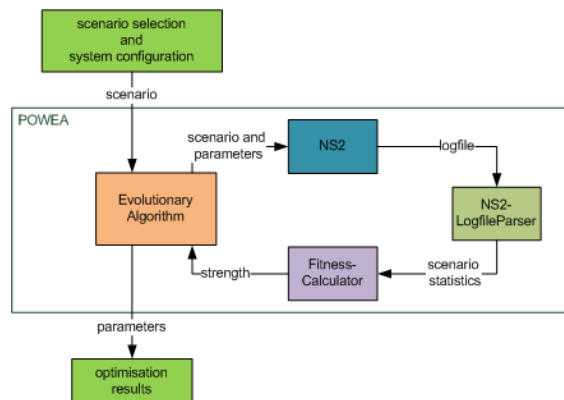 scenario selection
and
system configuration
scenario
POWEA
scenario and
parameters
NS2
logfile
Evolutionary
Algorithm
NS2-
LogfileParser
strength
Fitness-
Calculator
scenario
statistics
parameters
optimisation
results